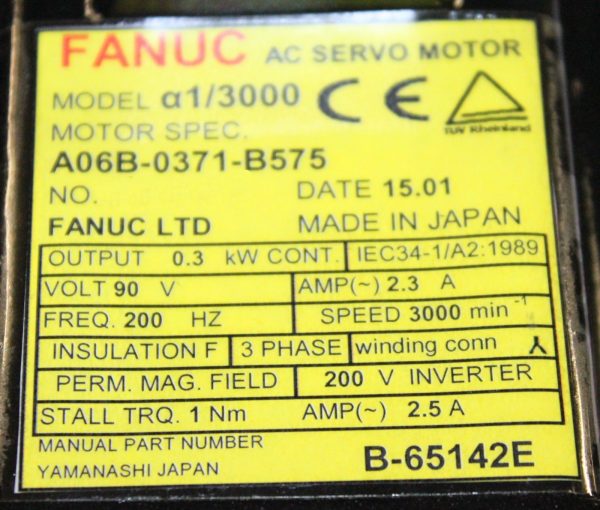 FANUC AC SERVO MOTOR
MODEL α1/3000
CE
TUV Rheinland
MOTOR SPEC.
A06B-0371-B575
NO. DATE 15.01
FANUC LTD MADE IN JAPAN
OUTPUT 0.3 kW CONT. IEC34-1/A2:1989
VOLT 90 V AMP(~) 2.3 A
FREQ. 200 HZ SPEED 3000 min⁻¹
INSULATION F 3 PHASE winding conn
PERM. MAG. FIELD 200 V INVERTER
STALL TRQ. 1 Nm AMP(~) 2.5 A
MANUAL PART NUMBER
YAMANASHI JAPAN B-65142E